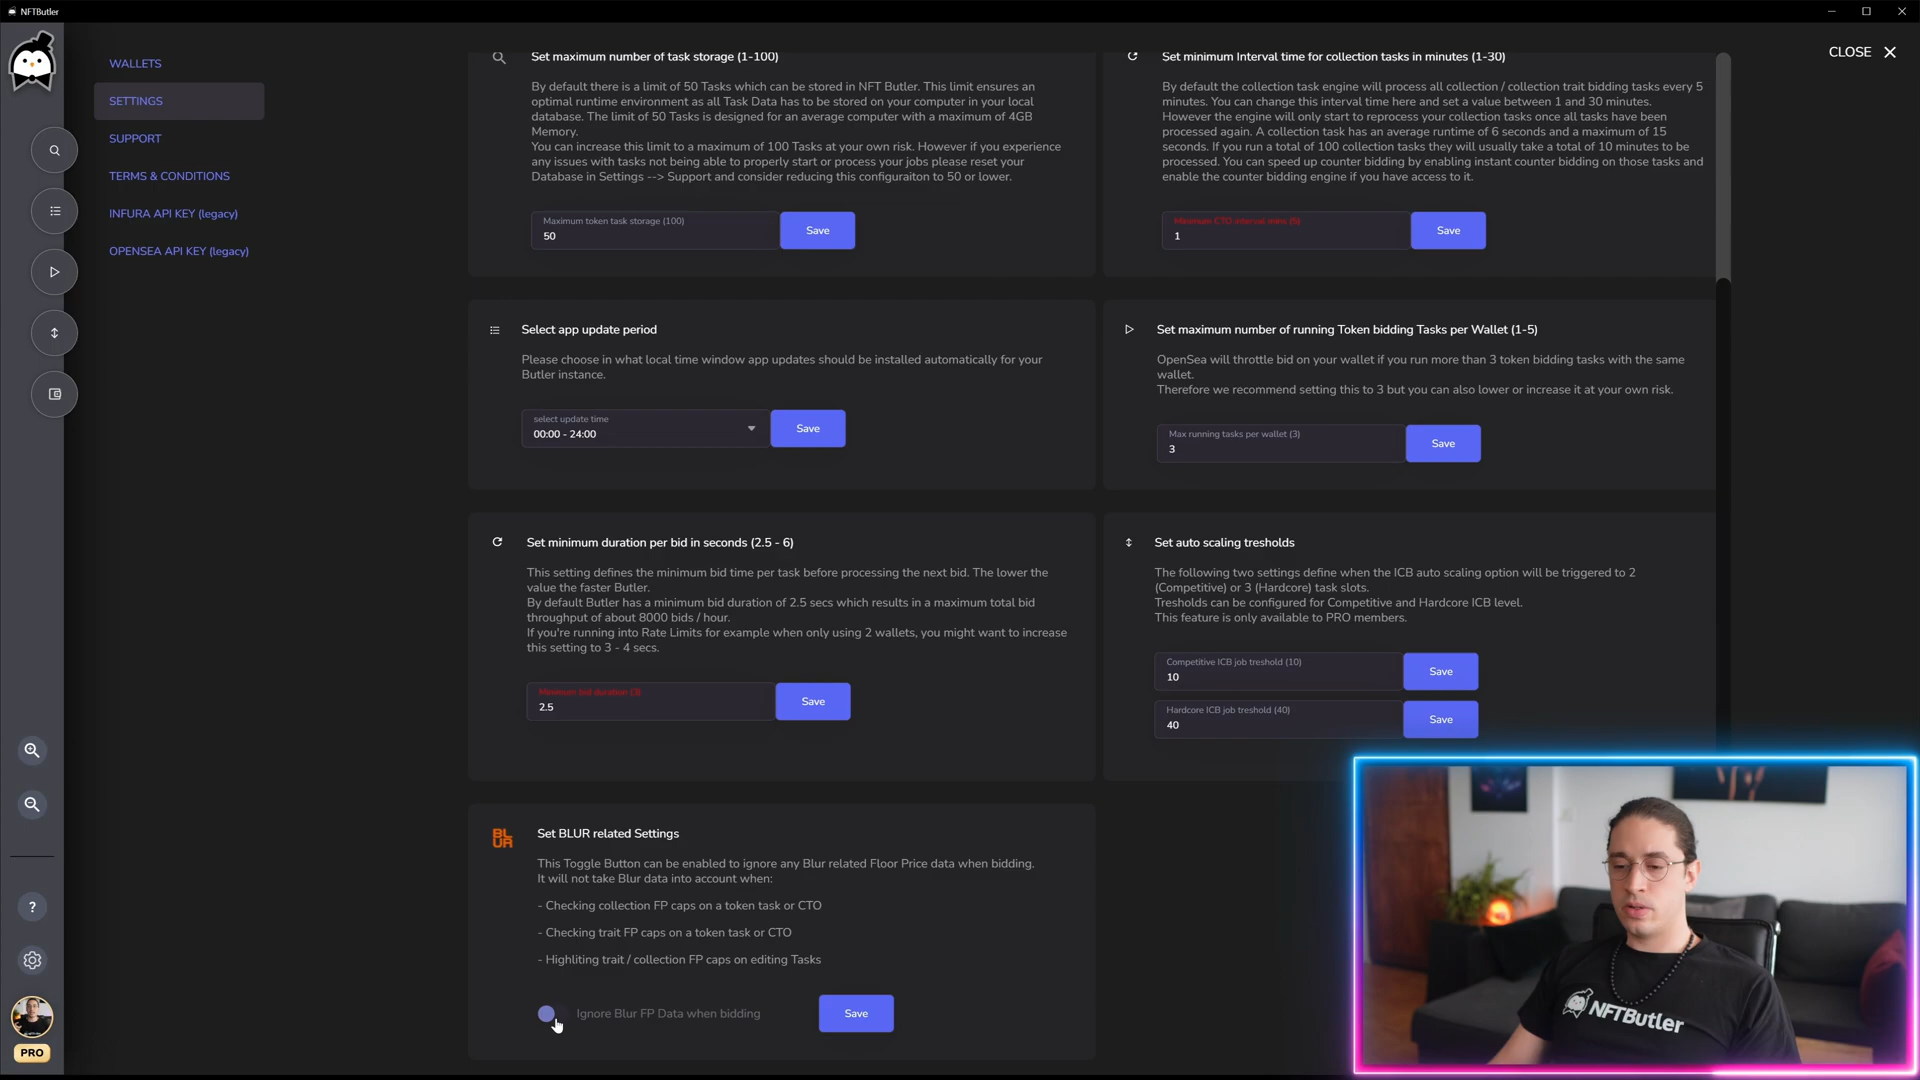 NFTButler
CLOSE
WALLETS
SETTINGS
SUPPORT
TERMS & CONDITIONS
INFURA API KEY (legacy)
OPENSEA API KEY (legacy)
PRO
Set maximum number of task storage (1-100)
By default there is a limit of 50 Tasks which can be stored in NFT Butler. This limit ensures an
optimal runtime environment as all Task Data has to be stored on your computer in your local
database. The limit of 50 Tasks is designed for an average computer with a maximum of 4GB
Memory.
You can increase this limit to a maximum of 100 Tasks at your own risk. However if you experience
any issues with tasks not being able to properly start or process your jobs please reset your
Database in Settings --> Support and consider reducing this configuraiton to 50 or lower.
Maximum token task storage (100)
50
Save
Set minimum Interval time for collection tasks in minutes (1-30)
By default the collection task engine will process all collection / collection trait bidding tasks every 5
minutes. You can change this interval time here and set a value between 1 and 30 minutes.
However the engine will only start to reprocess your collection tasks once all tasks have been
processed again. A collection task has an average runtime of 6 seconds and a maximum of 15
seconds. If you run a total of 100 collection tasks they will usually take a total of 10 minutes to be
processed. You can speed up counter bidding by enabling instant counter bidding on those tasks and
enable the counter bidding engine if you have access to it.
Minimum CTO interval mins (5)
1
Save
Select app update period
Please choose in what local time window app updates should be installed automatically for your
Butler instance.
select update time
00:00 - 24:00
Save
Set maximum number of running Token bidding Tasks per Wallet (1-5)
OpenSea will throttle bid on your wallet if you run more than 3 token bidding tasks with the same
wallet.
Therefore we recommend setting this to 3 but you can also lower or increase it at your own risk.
Max running tasks per wallet (3)
3
Save
Set minimum duration per bid in seconds (2.5 - 6)
This setting defines the minimum bid time per task before processing the next bid. The lower the
value the faster Butler.
By default Butler has a minimum bid duration of 2.5 secs which results in a maximum total bid
throughput of about 8000 bids / hour.
If you're running into Rate Limits for example when only using 2 wallets, you might want to increase
this setting to 3 - 4 secs.
Minimum bid duration (3)
2.5
Save
Set auto scaling tresholds
The following two settings define when the ICB auto scaling option will be triggered to 2
(Competitive) or 3 (Hardcore) task slots.
Tresholds can be configured for Competitive and Hardcore ICB level.
This feature is only available to PRO members.
Competitive ICB job treshold (10)
10
Save
Hardcore ICB job treshold (40)
40
Save
BL
UR
Set BLUR related Settings
This Toggle Button can be enabled to ignore any Blur related Floor Price data when bidding.
It will not take Blur data into account when:
- Checking collection FP caps on a token task or CTO
- Checking trait FP caps on a token task or CTO
- Highliting trait / collection FP caps on editing Tasks
Ignore Blur FP Data when bidding
Save
NFTButler